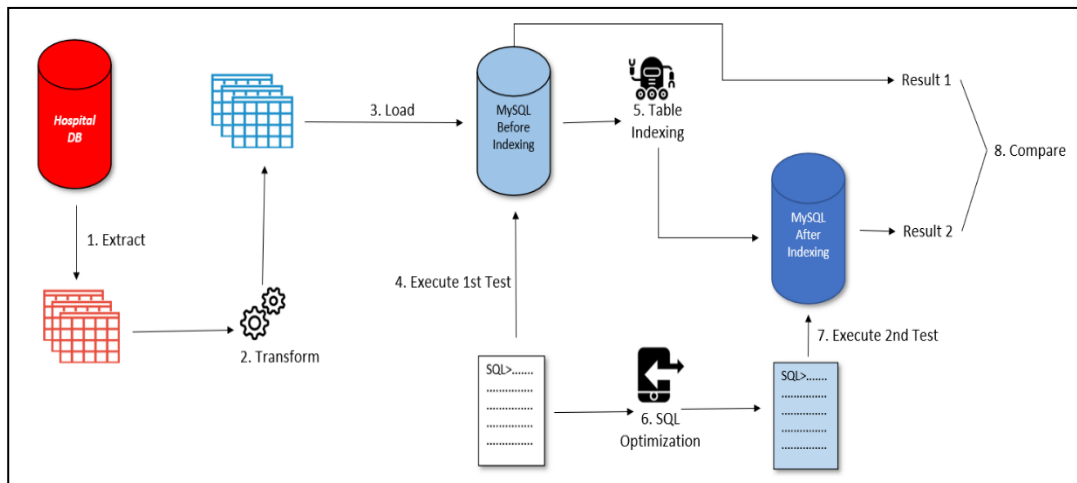 Hospital
DB
1. Extract
2. Transform
3. Load
MySQL
Before
Indexing
4. Execute 1st Test
5. Table
Indexing
SQL>.......
...............
...............
...............
...............
6. SQL
Optimization
SQL>.......
...............
...............
...............
...............
7. Execute 2nd Test
MySQL
After
Indexing
Result 1
Result 2
8. Compare